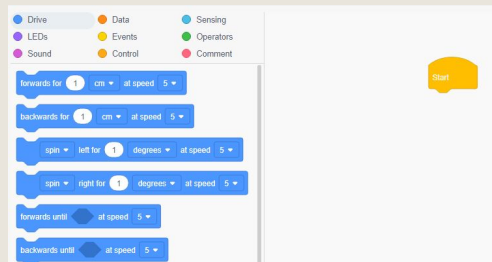 Drive Data Sensing
LEDs Events Operators
Sound Control Comment
Start
forwards for 1 cm at speed 5
backwards for 1 cm at speed 5
spin left for 1 degrees at speed 5
spin right for 1 degrees at speed 5
forwards until at speed 5
backwards until at speed 5